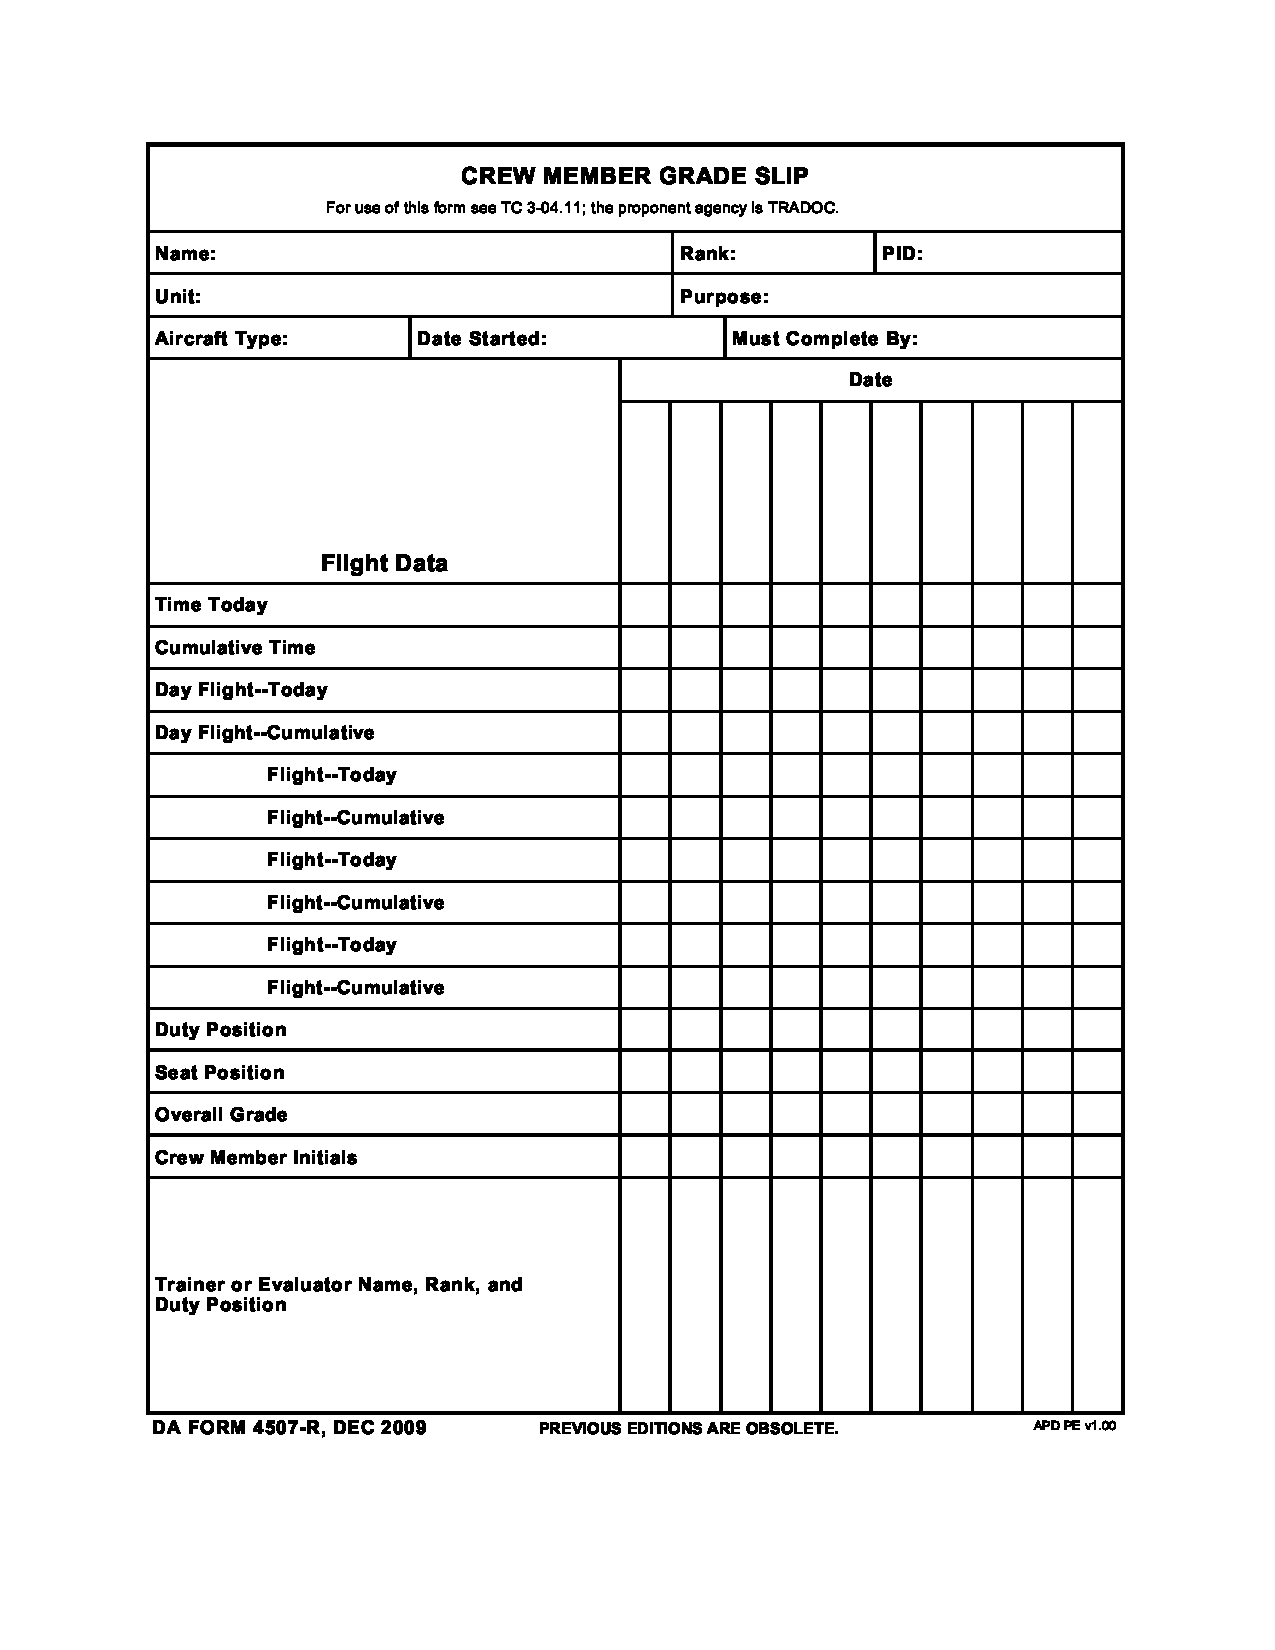 CREW MEMBER GRADE SLIP
For use of this form see TC 3-04.11; the proponent agency is TRADOC.
Name: Rank: PID:
Unit: Purpose:
Aircraft Type: Date Started: Must Complete By:
Date
Flight Data
Time Today
Cumulative Time
Day Flight--Today
Day Flight--Cumulative
Flight--Today
Flight--Cumulative
Flight--Today
Flight--Cumulative
Flight--Today
Flight--Cumulative
Duty Position
Seat Position
Overall Grade
Crew Member Initials
Trainer or Evaluator Name, Rank, and
Duty Position
DA FORM 4507-R, DEC 2009 PREVIOUS EDITIONS ARE OBSOLETE. APD PE v1.00